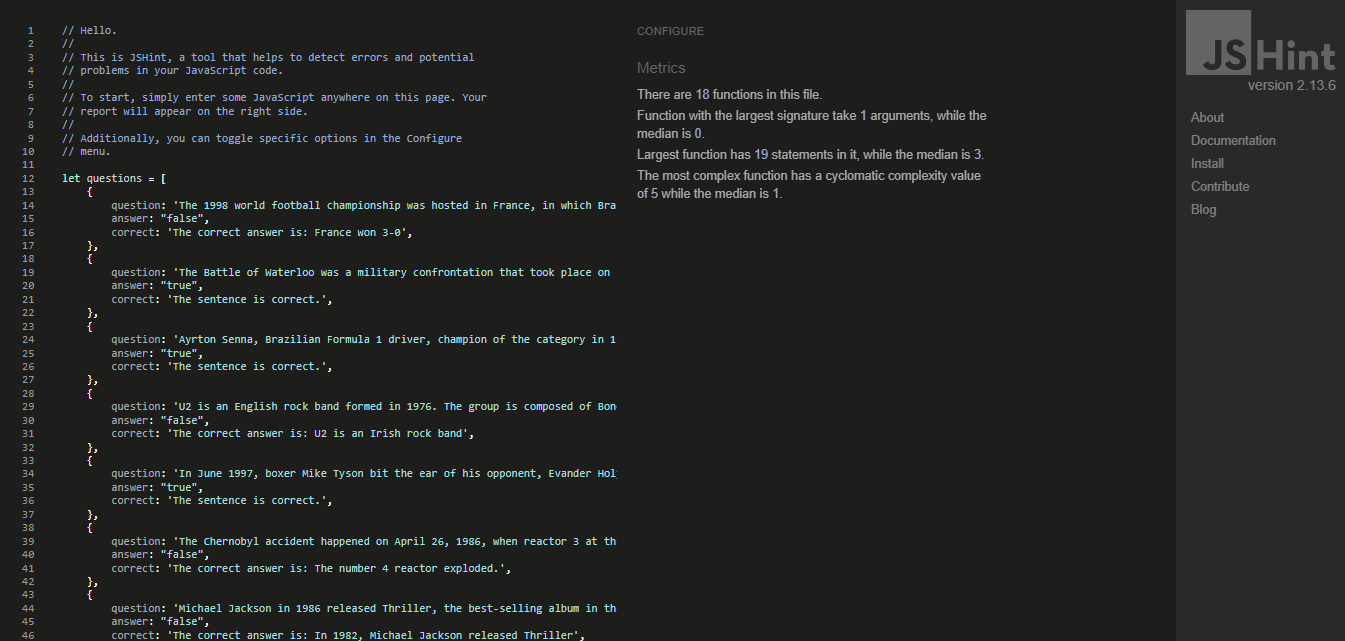 1 // Hello.
2 //
3 // This is JSHint, a tool that helps to detect errors and potential
4 // problems in your JavaScript code.
5 //
6 // To start, simply enter some JavaScript anywhere on this page. Your
7 // report will appear on the right side.
8 //
9 // Additionally, you can toggle specific options in the Configure
10 // menu.
11
12 let questions = [
13 {
14 question: 'The 1998 world football championship was hosted in France, in which Bra
15 answer: "false",
16 correct: 'The correct answer is: France won 3-0',
17 },
18 {
19 question: 'The Battle of Waterloo was a military confrontation that took place on
20 answer: "true",
21 correct: 'The sentence is correct.',
22 },
23 {
24 question: 'Ayrton Senna, Brazilian Formula 1 driver, champion of the category in 1
25 answer: "true",
26 correct: 'The sentence is correct.',
27 },
28 {
29 question: 'U2 is an English rock band formed in 1976. The group is composed of Bon
30 answer: "false",
31 correct: 'The correct answer is: U2 is an Irish rock band',
32 },
33 {
34 question: 'In June 1997, boxer Mike Tyson bit the ear of his opponent, Evander Hol
35 answer: "true",
36 correct: 'The sentence is correct.',
37 },
38 {
39 question: 'The Chernobyl accident happened on April 26, 1986, when reactor 3 at th
40 answer: "false",
41 correct: 'The correct answer is: The number 4 reactor exploded.',
42 },
43 {
44 question: 'Michael Jackson in 1986 released Thriller, the best-selling album in th
45 answer: "false",
46 correct: 'The correct answer is: In 1982, Michael Jackson released Thriller',
CONFIGURE
Metrics
There are 18 functions in this file.
Function with the largest signature take 1 arguments, while the
median is 0.
Largest function has 19 statements in it, while the median is 3.
The most complex function has a cyclomatic complexity value
of 5 while the median is 1.
JSHint
version 2.13.6
About
Documentation
Install
Contribute
Blog